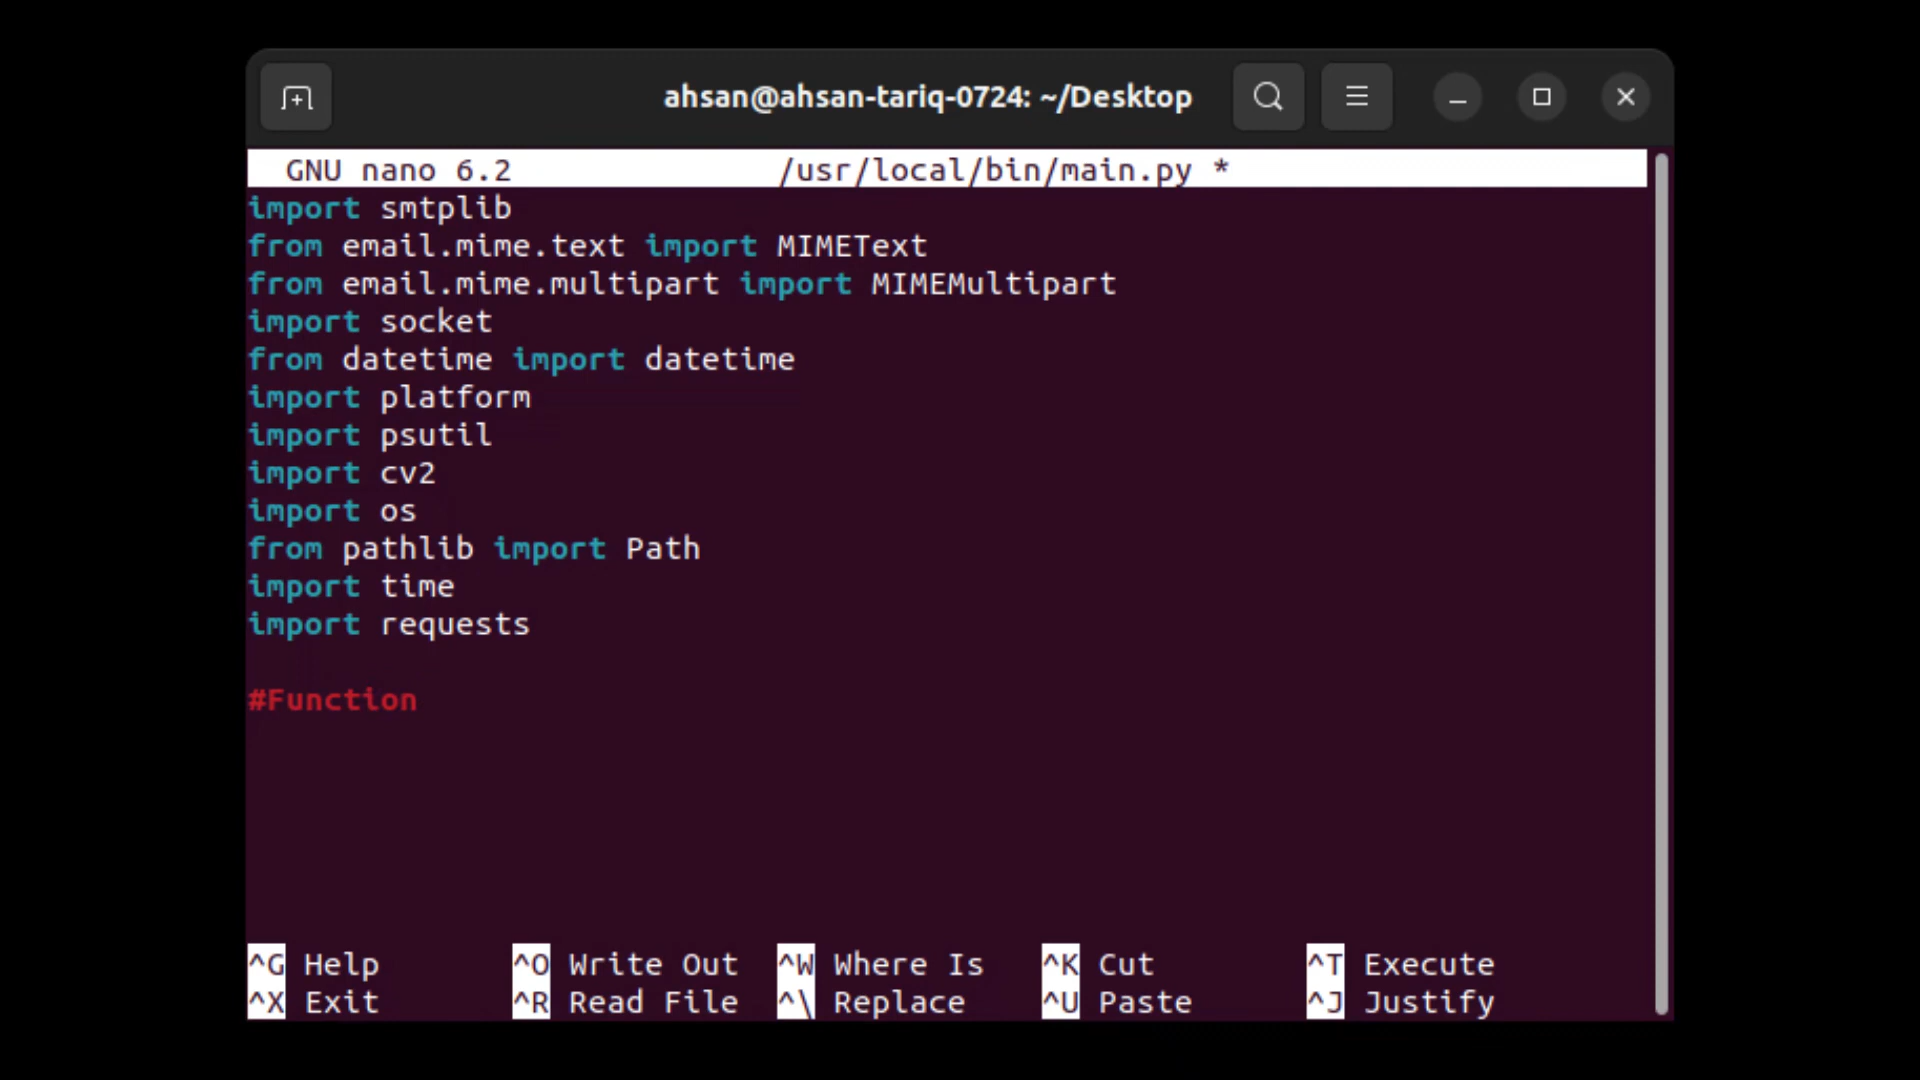 ahsan@ahsan-tariq-0724: ~/Desktop
GNU nano 6.2 /usr/local/bin/main.py *
import smtplib
from email.mime.text import MIMEText
from email.mime.multipart import MIMEMultipart
import socket
from datetime import datetime
import platform
import psutil
import cv2
import os
from pathlib import Path
import time
import requests
#Function
^G Help ^O Write Out ^W Where Is ^K Cut ^T Execute
^X Exit ^R Read File ^\ Replace ^U Paste ^J Justify